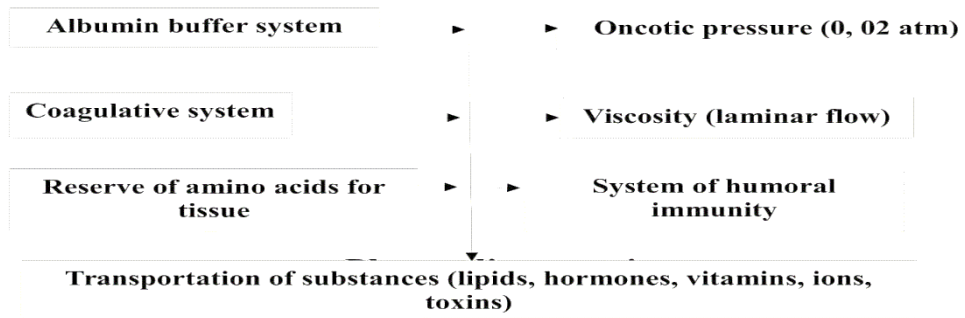 Albumin buffer system
Oncotic pressure (0, 02 atm)
Coagulative system
Viscosity (laminar flow)
Reserve of amino acids for
tissue
System of humoral
immunity
Transportation of substances (lipids, hormones, vitamins, ions,
toxins)